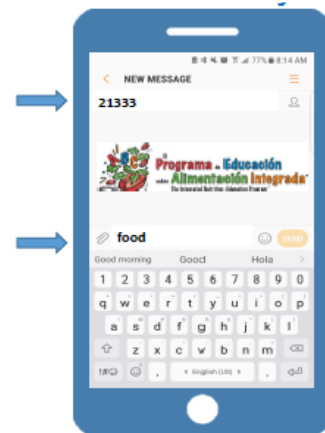 77% 8:14 AM
< NEW MESSAGE
21333
Programa de Educación
sobre Alimentación Integrada
The Integrated Nutrition Education Program
food
SEND
Good morning Good Hola >
1 2 3 4 5 6 7 8 9 0
q w e r t y u i o p
a s d f g h j k l
z x c v b n m
!#☺ , < English (US) > .